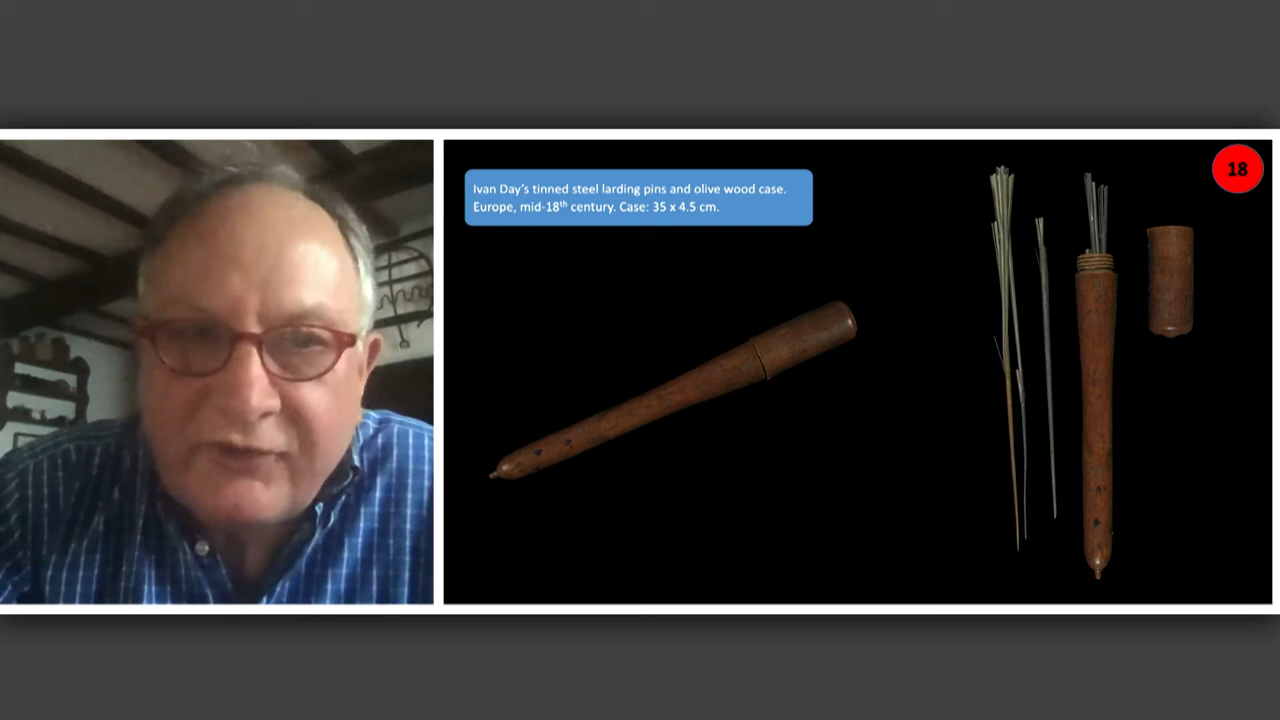 Ivan Day's tinned steel larding pins and olive wood case.
Europe, mid-18th century. Case: 35 x 4.5 cm.
18